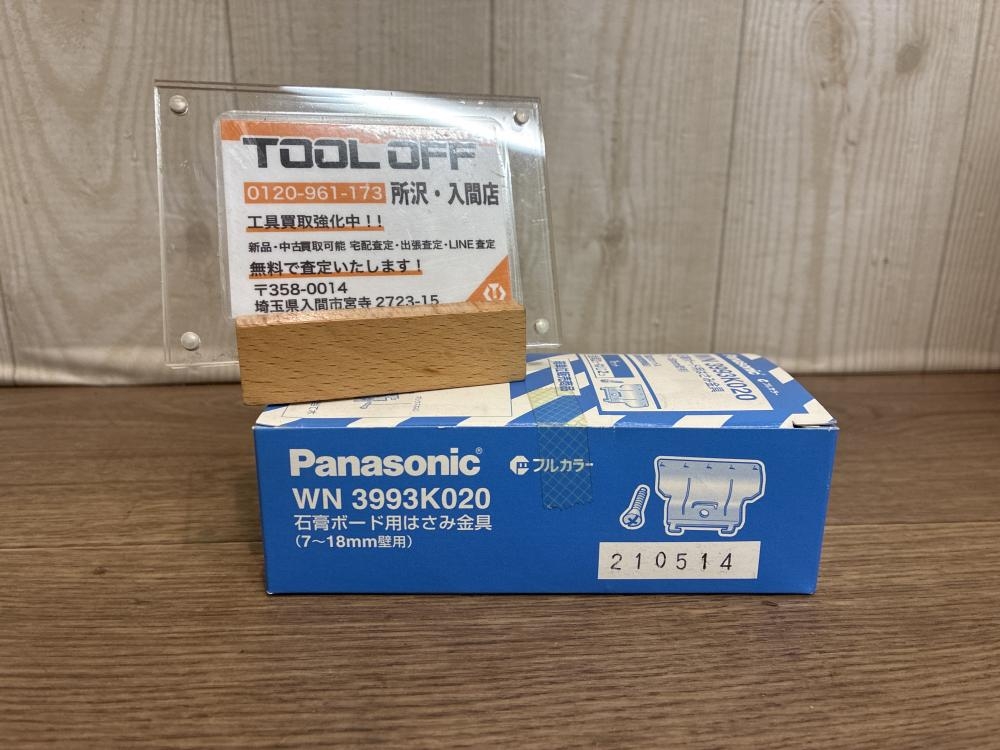 TOOL OFF
0120-961-173 所沢・入間店
工具買取強化中！！
新品・中古買取可能 宅配査定・出張査定・LINE査定
無料で査定いたします！
〒358-0014
埼玉県入間市宮寺 2723-15
Panasonic
WN 3993K020
Panasonic® フルカラー
WN 3993K020
石膏ボード用はさみ金具
（7〜18mm壁用）
210514